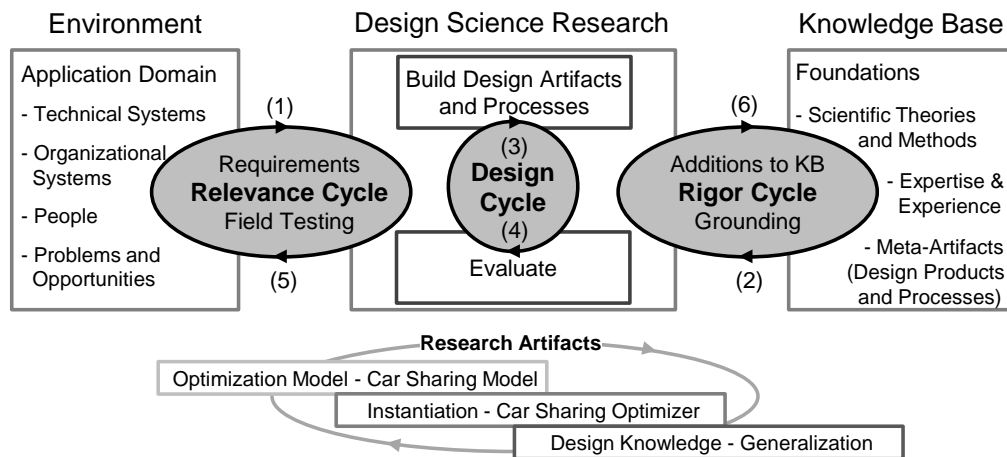 Environment
Design Science Research
Knowledge Base
Application Domain
- Technical Systems
- Organizational
Systems
- People
- Problems and
Opportunities
(1)
Requirements
Relevance Cycle
Field Testing
(5)
Build Design Artifacts
and Processes
(3)
Design
Cycle
(4)
Evaluate
(6)
Additions to KB
Rigor Cycle
Grounding
(2)
Foundations
- Scientific Theories
and Methods
- Expertise &
Experience
- Meta-Artifacts
(Design Products
and Processes)
Research Artifacts
Optimization Model - Car Sharing Model
Instantiation - Car Sharing Optimizer
Design Knowledge - Generalization